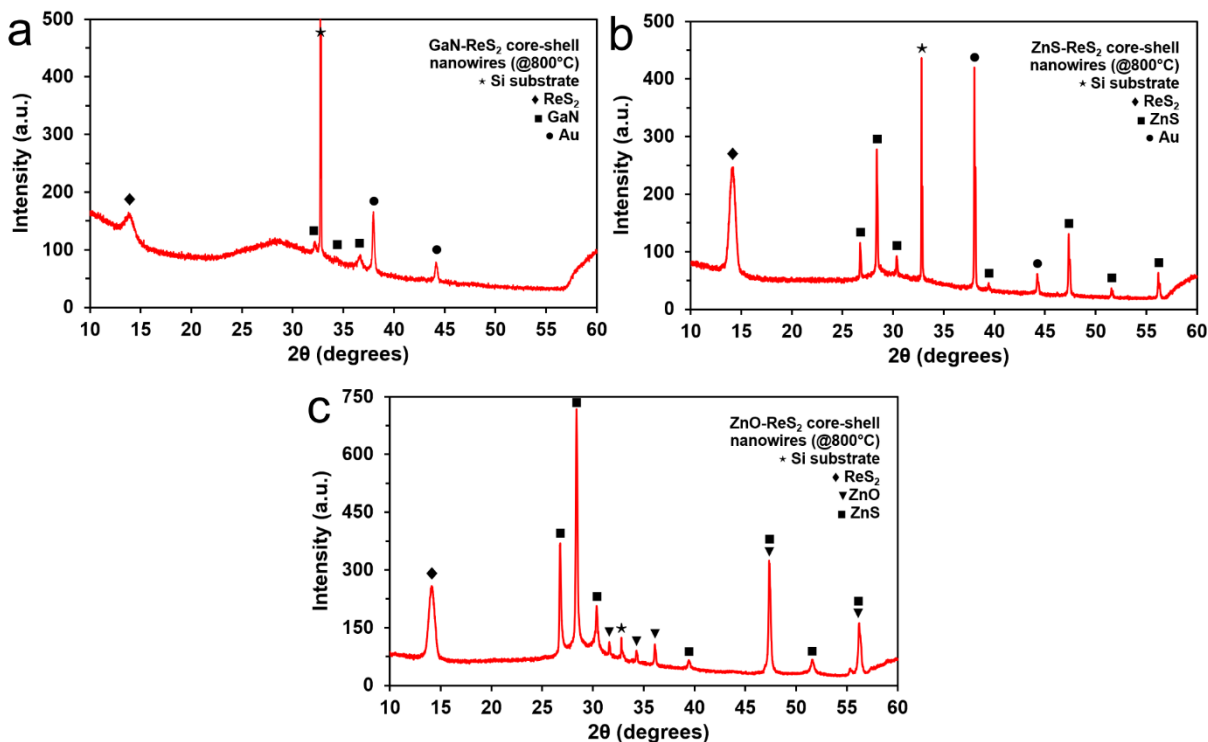 a
GaN-ReS₂ core-shell
nanowires (@800°C)
★ Si substrate
◆ ReS₂
■ GaN
● Au
Intensity (a.u.)
500
400
300
200
100
0
10 15 20 25 30 35 40 45 50 55 60
2θ (degrees)
b
ZnS-ReS₂ core-shell
nanowires (@800°C)
★ Si substrate
◆ ReS₂
■ ZnS
● Au
Intensity (a.u.)
500
400
300
200
100
0
10 15 20 25 30 35 40 45 50 55 60
2θ (degrees)
c
ZnO-ReS₂ core-shell
nanowires (@800°C)
★ Si substrate
◆ ReS₂
▼ ZnO
■ ZnS
Intensity (a.u.)
750
600
450
300
150
0
10 15 20 25 30 35 40 45 50 55 60
2θ (degrees)